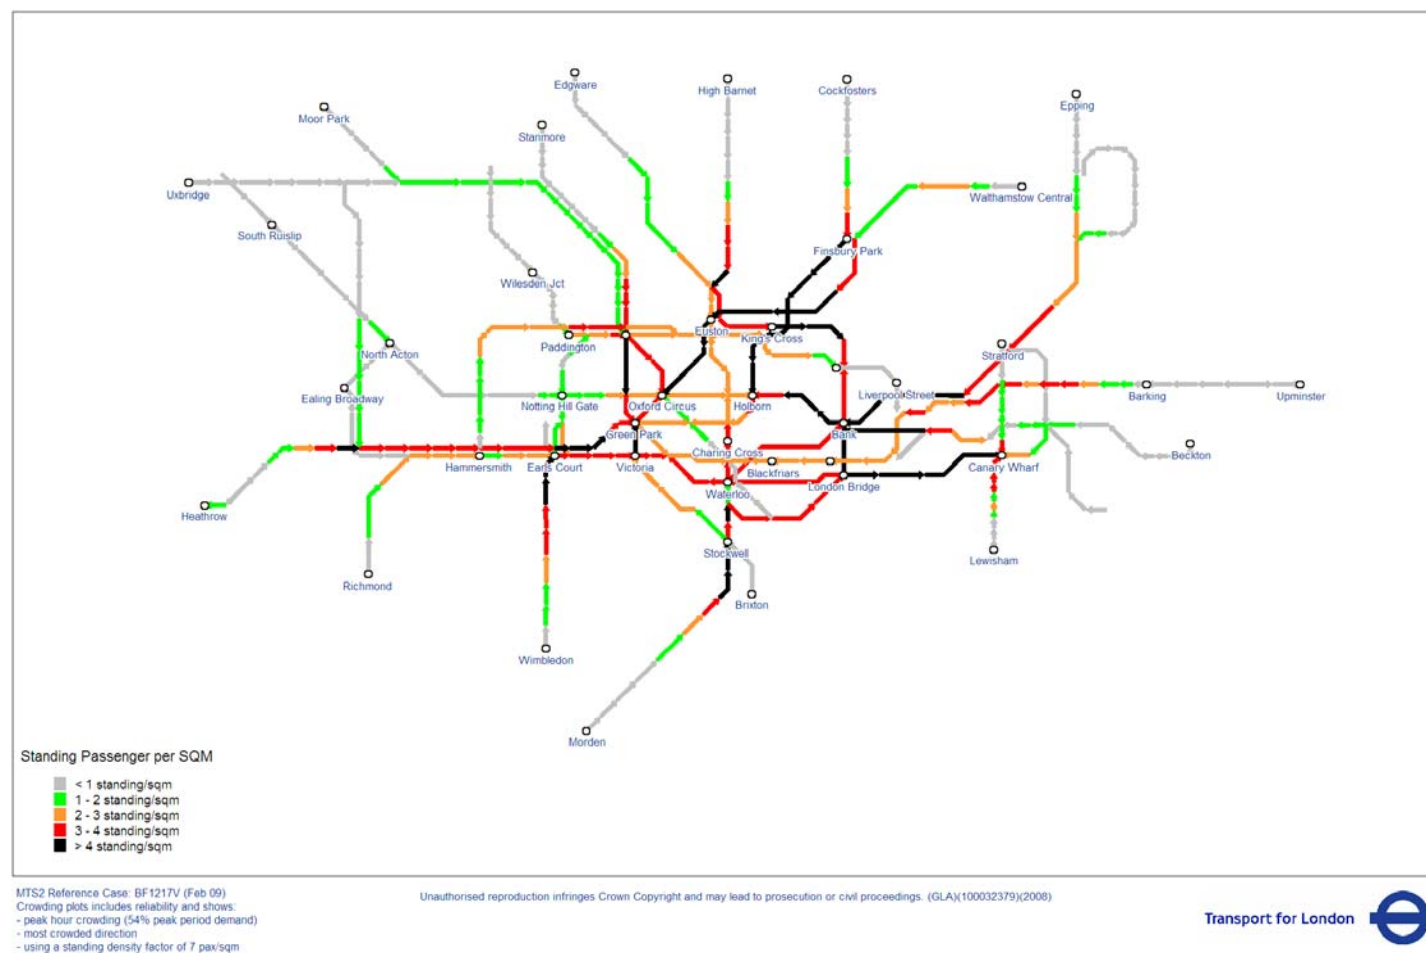 Edgware
High Barnet
Cockfosters
Epping
Moor Park
Stanmore
Uxbridge
Walthamstow Central
South Ruislip
Finsbury Park
Wilesden Jct
Euston
King's Cross
Paddington
North Acton
Stratford
Ealing Broadway
Notting Hill Gate
Oxford Circus
Holborn
Liverpool Street
Barking
Upminster
Green Park
Bank
Charing Cross
Beckton
Hammersmith
Earls Court
Victoria
Blackfriars
Canary Wharf
Waterloo
London Bridge
Heathrow
Stockwell
Lewisham
Richmond
Brixton
Wimbledon
Morden
Standing Passenger per SQM
< 1 standing/sqm
1 - 2 standing/sqm
2 - 3 standing/sqm
3 - 4 standing/sqm
> 4 standing/sqm
MTS2 Reference Case: BF1217V (Feb 09)
Crowding plots includes reliability and shows:
- peak hour crowding (54% peak period demand)
- most crowded direction
- using a standing density factor of 7 pax/sqm
Unauthorised reproduction infringes Crown Copyright and may lead to prosecution or civil proceedings. (GLA)(100032379)(2008)
Transport for London